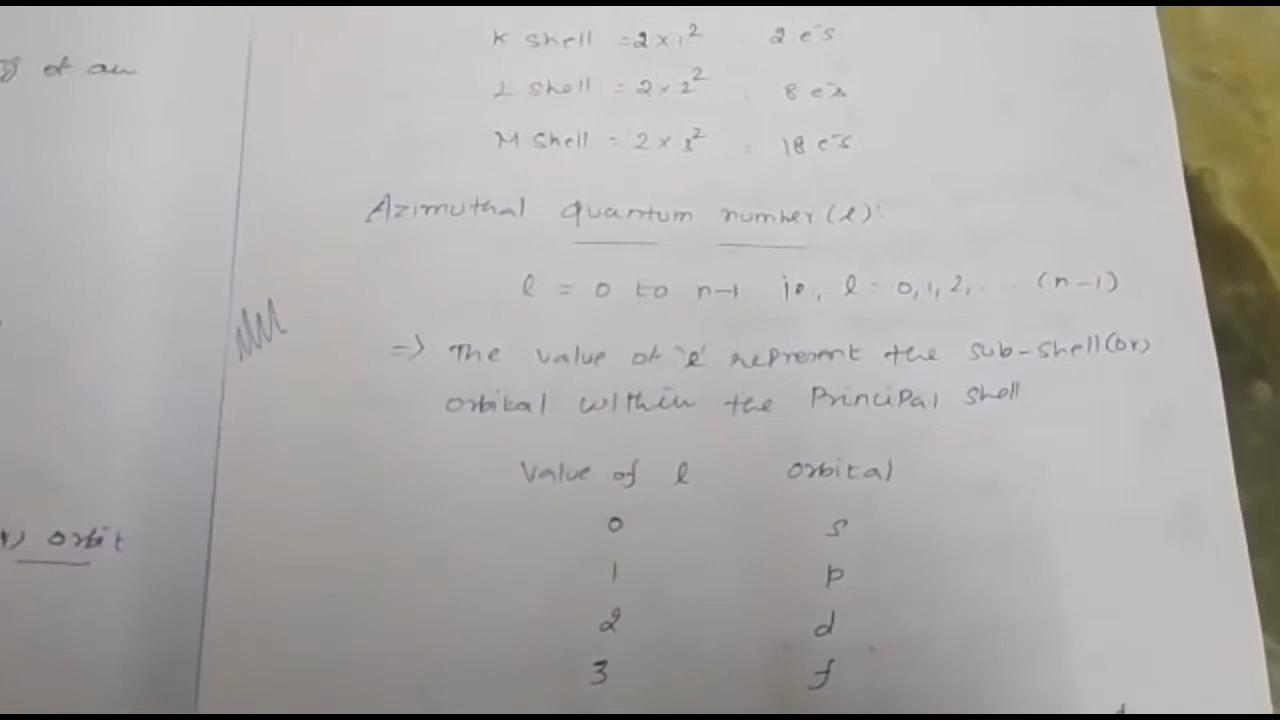 K shell = 2 x 1² : 2 e⁻s
L shell = 2 x 2² : 8 e⁻s
M shell = 2 x 3² : 18 e⁻s
of an
Azimuthal quantum number (l):
l = 0 to n-1 ie., l = 0, 1, 2, ... (n-1)
=> The value of 'l' represent the sub-shell (or)
orbital within the principal shell
Value of l orbital
0 s
orbit
1 p
2 d
3 f